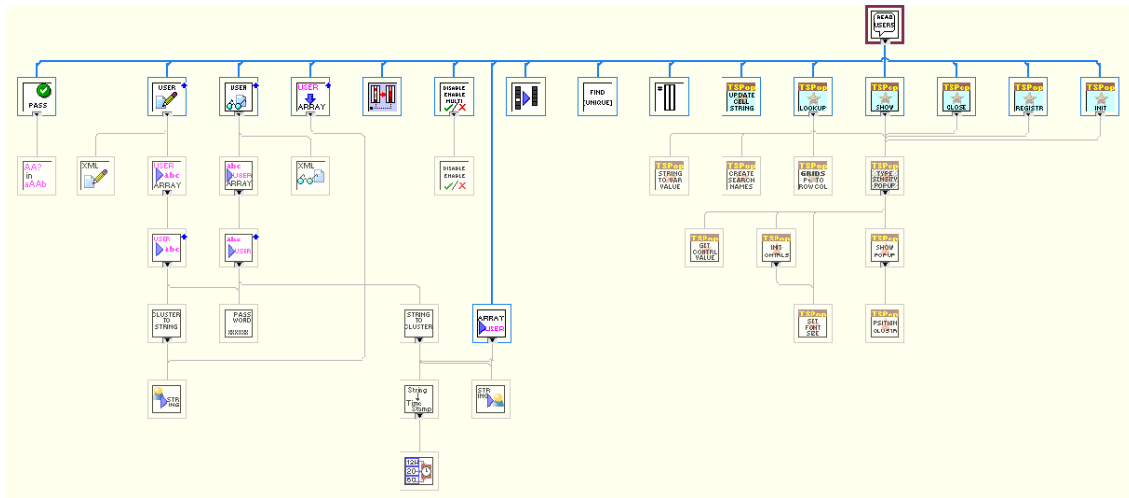 READ
USERS
PASS
USER
USER
USER
ARRAY
DISABLE
ENABLE
MULTI
FIND
[UNIQUE]
TSPop
UPDATE
CELL
STRING
TSPop
LOOKUP
TSPop
SHOW
TSPop
CLOSE
TSPop
REGISTR
TSPop
INIT
AA?
in
aAAb
XML
USER
Abc
ARRAY
abc
USER
ARRAY
XML
DISABLE
ENABLE
TSPop
STRING
TO VAR
VALUE
TSPop
CREATE
SEARCH
NAMES
TSPop
GRIDS
TO
ROW COL
TSPop
TYPE
POPUP
USER
Abc
abc
USER
TSPop
GET
CONTRL
VALUE
TSPop
INIT
CNTRLS
TSPop
SHOW
POPUP
CLUSTER
TO
STRING
PASS
WORD
XXXXXX
STRING
TO
CLUSTER
ARRAY
USER
TSPop
SET
FONT
SIZE
TSPop
CLUSTR
STR
ING
String
Time
Stamp
STR
ING
20
60